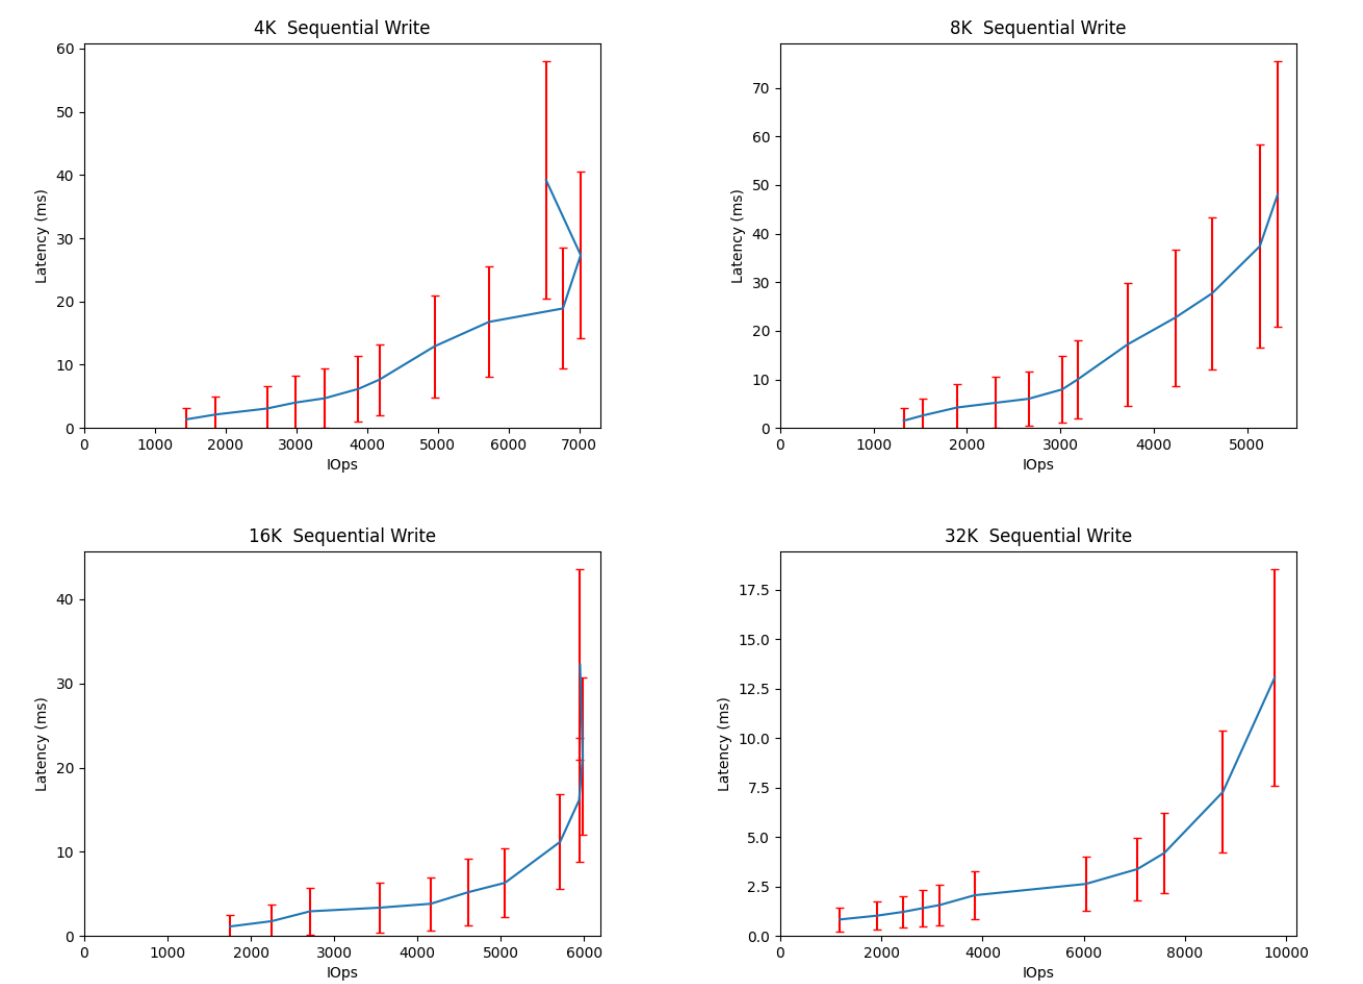 4K  Sequential Write
60
50
40
30
20
10
0
Latency (ms)
0 1000 2000 3000 4000 5000 6000 7000
IOps
8K  Sequential Write
70
60
50
40
30
20
10
0
Latency (ms)
0 1000 2000 3000 4000 5000
IOps
16K  Sequential Write
40
30
20
10
0
Latency (ms)
0 1000 2000 3000 4000 5000 6000
IOps
32K  Sequential Write
17.5
15.0
12.5
10.0
7.5
5.0
2.5
0.0
Latency (ms)
0 2000 4000 6000 8000 10000
IOps